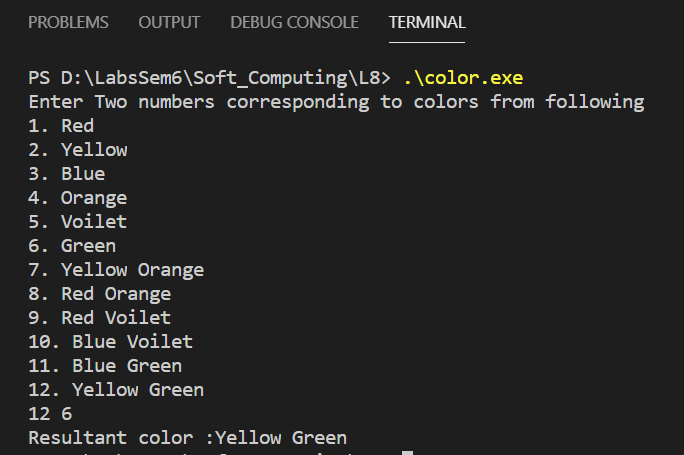 PROBLEMS OUTPUT DEBUG CONSOLE TERMINAL
PS D:\LabsSem6\Soft_Computing\L8> .\color.exe
Enter Two numbers corresponding to colors from following
1. Red
2. Yellow
3. Blue
4. Orange
5. Voilet
6. Green
7. Yellow Orange
8. Red Orange
9. Red Voilet
10. Blue Voilet
11. Blue Green
12. Yellow Green
12 6
Resultant color :Yellow Green